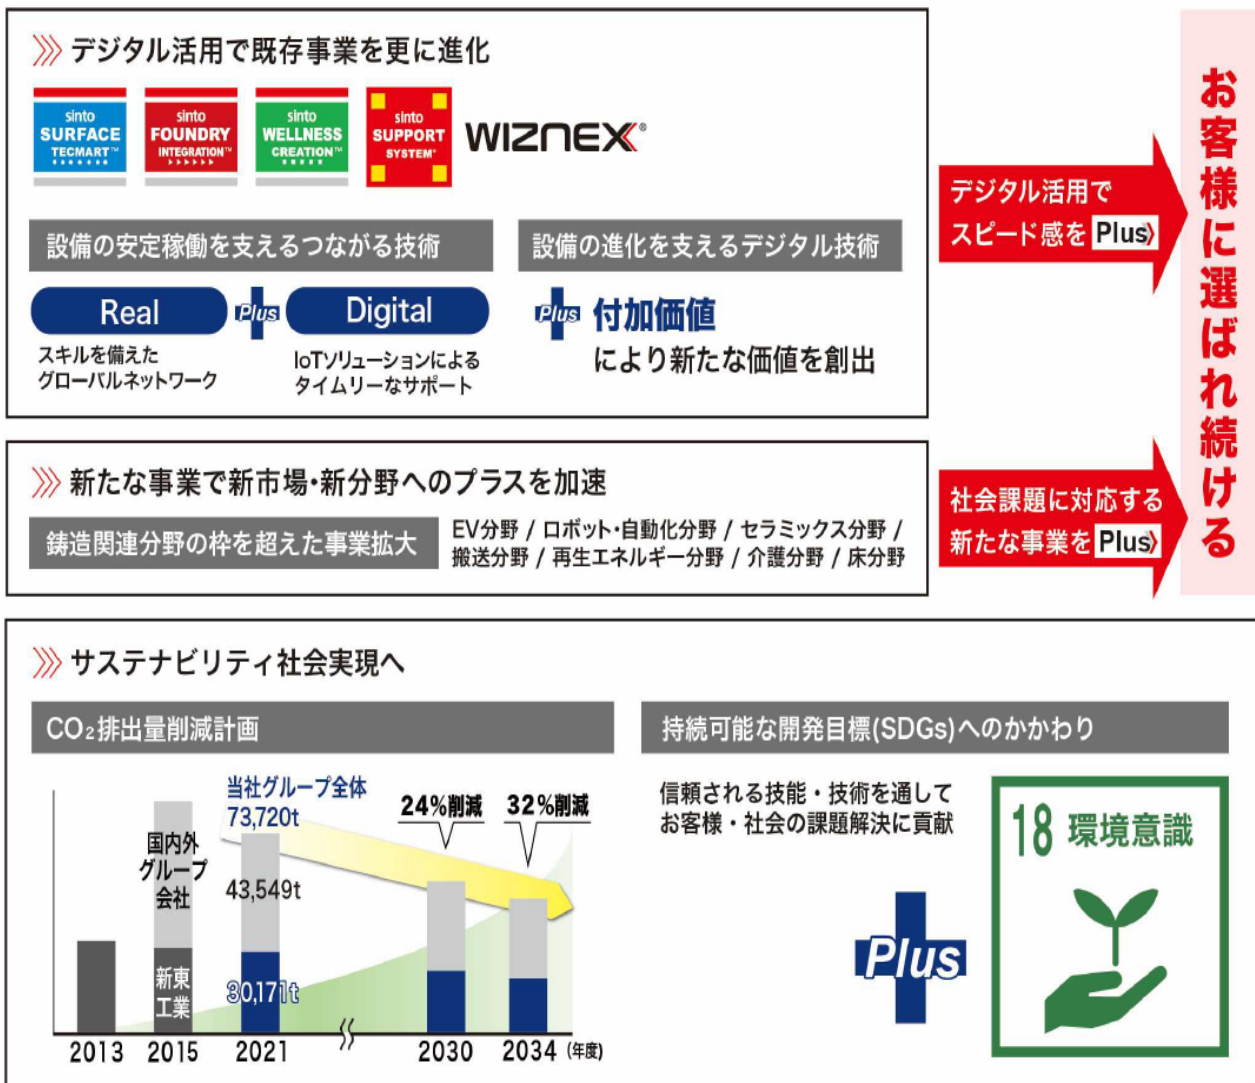 デジタル活用で既存事業を更に進化
sinto
SURFACE
TECMART™
sinto
FOUNDRY
INTEGRATION™
sinto
WELLNESS
CREATION™
sinto
SUPPORT
SYSTEM®
WIZNEX®
設備の安定稼働を支えるつながる技術
Real
Plus
Digital
スキルを備えた
グローバルネットワーク
IoTソリューションによる
タイムリーなサポート
設備の進化を支えるデジタル技術
Plus 付加価値
により新たな価値を創出
デジタル活用で
スピード感を Plus
お客様に選ばれ続ける
新たな事業で新市場・新分野へのプラスを加速
鋳造関連分野の枠を超えた事業拡大
EV分野 / ロボット・自動化分野 / セラミックス分野 /
搬送分野 / 再生エネルギー分野 / 介護分野 / 床分野
社会課題に対応する
新たな事業を Plus
サステナビリティ社会実現へ
CO₂排出量削減計画
当社グループ全体
73,720t
24%削減
32%削減
国内外
グループ
会社
43,549t
新東
工業
30,171t
2013 2015 2021 2030 2034 (年度)
持続可能な開発目標(SDGs)へのかかわり
信頼される技能・技術を通して
お客様・社会の課題解決に貢献
Plus
18 環境意識